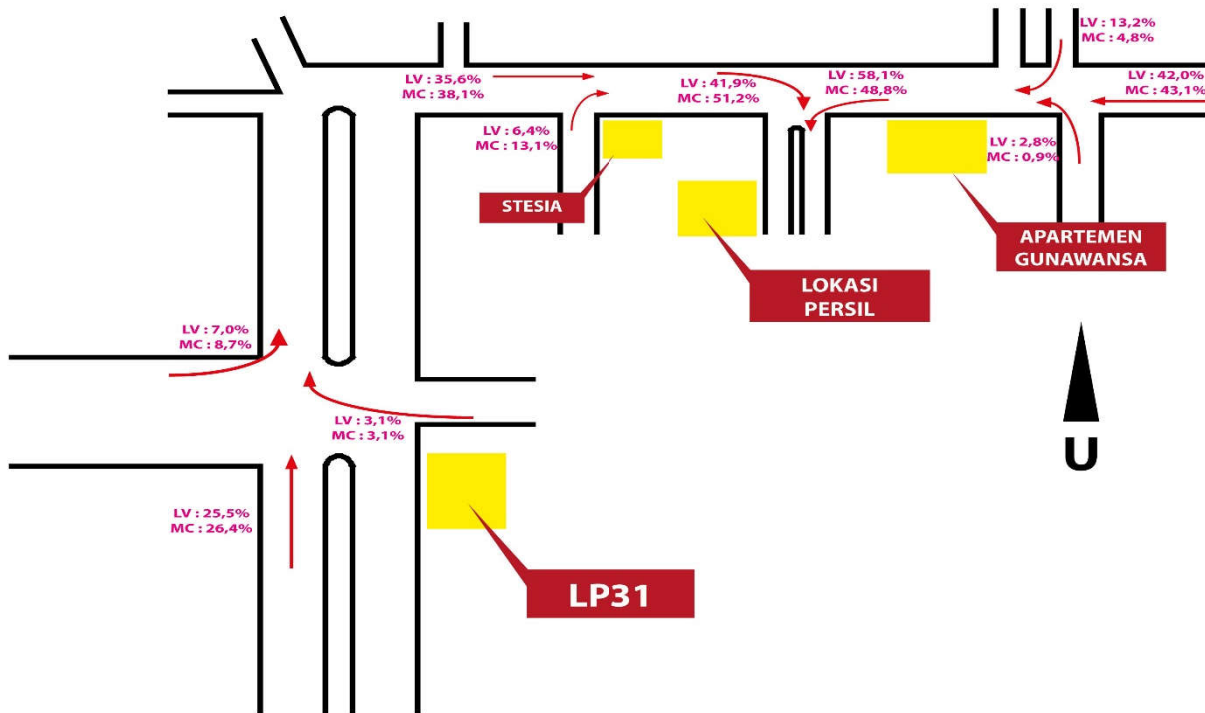 LV : 13,2%
MC : 4,8%
LV : 35,6%
MC : 38,1%
LV : 41,9%
MC : 51,2%
LV : 58,1%
MC : 48,8%
LV : 42,0%
MC : 43,1%
LV : 6,4%
MC : 13,1%
LV : 2,8%
MC : 0,9%
STESIA
LOKASI
PERSIL
APARTEMEN
GUNAWANSA
LV : 7,0%
MC : 8,7%
LV : 3,1%
MC : 3,1%
U
LV : 25,5%
MC : 26,4%
LP31